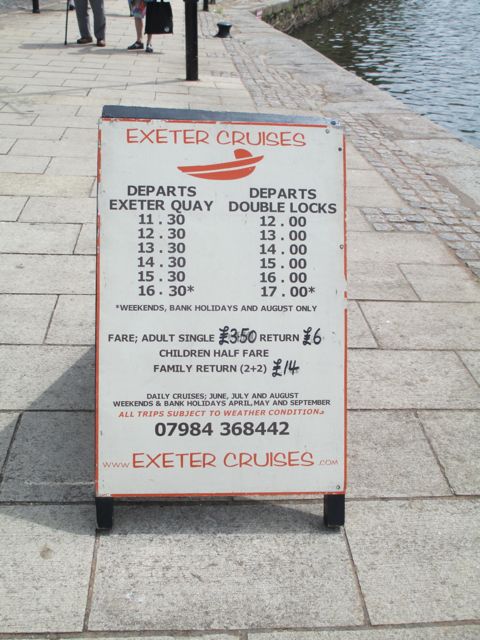 EXETER CRUISES
DEPARTS DEPARTS
EXETER QUAY DOUBLE LOCKS
11.30 12.00
12.30 13.00
13.30 14.00
14.30 15.00
15.30 16.00
16.30* 17.00*
*WEEKENDS, BANK HOLIDAYS AND AUGUST ONLY
FARE; ADULT SINGLE £3.50 RETURN £6
CHILDREN HALF FARE
FAMILY RETURN (2+2) £14
DAILY CRUISES; JUNE, JULY AND AUGUST
WEEKENDS & BANK HOLIDAYS APRIL, MAY AND SEPTEMBER
ALL TRIPS SUBJECT TO WEATHER CONDITIONS
07984 368442
www.EXETER CRUISES.COM